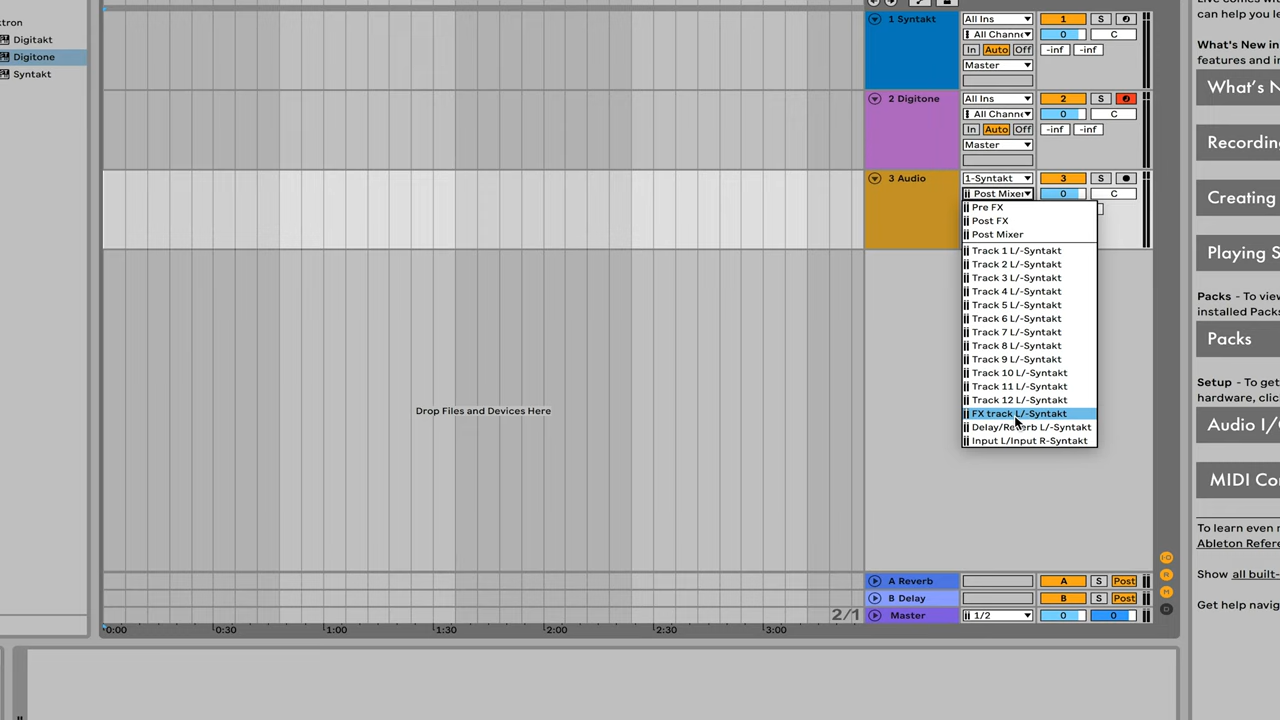 ktron
Digitakt
Digitone
Syntakt
1 Syntakt
All Ins
1
S
All Channe
0
C
In
Auto
Off
-inf
-inf
Master
2 Digitone
All Ins
2
S
All Channe
0
C
In
Auto
Off
-inf
-inf
Master
3 Audio
1-Syntakt
3
S
Post Mixer
0
C
Pre FX
Post FX
Post Mixer
Track 1 L/-Syntakt
Track 2 L/-Syntakt
Track 3 L/-Syntakt
Track 4 L/-Syntakt
Track 5 L/-Syntakt
Track 6 L/-Syntakt
Track 7 L/-Syntakt
Track 8 L/-Syntakt
Track 9 L/-Syntakt
Track 10 L/-Syntakt
Track 11 L/-Syntakt
Track 12 L/-Syntakt
FX track L/-Syntakt
Delay/Reverb L/-Syntakt
Input L/Input R-Syntakt
Drop Files and Devices Here
A Reverb
A
S
Post
B Delay
B
S
Post
Master
1/2
0
0
2/1
0:00
0:30
1:00
1:30
2:00
2:30
3:00
I·O
R
M
D
can help you le
What's New in
features and in
What's N
Recording
Creating
Playing S
Packs - To view
installed Packs
Packs
Setup - To get
hardware, clic
Audio I/O
MIDI Con
To learn even m
Ableton Refere
Show all built-
Get help navig